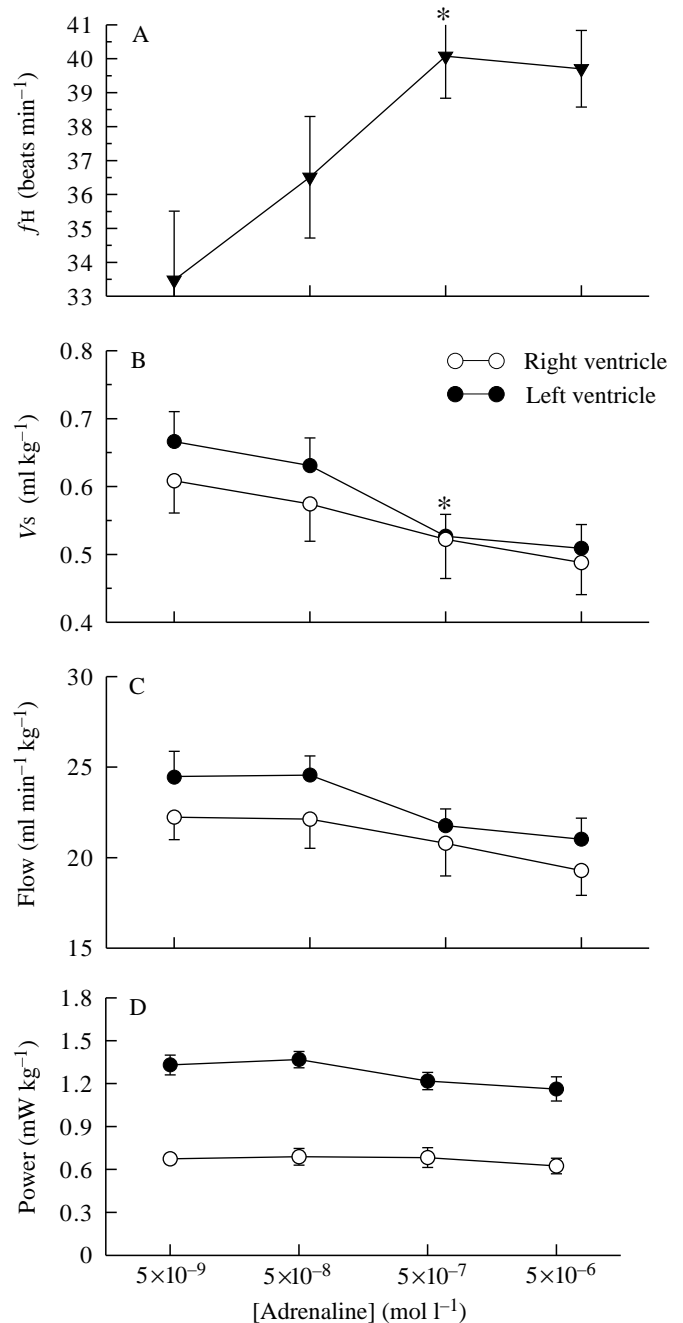 A
*
41
40
39
38
37
36
35
34
33
fH (beats min⁻¹)
B
0.8
0.7
0.6
0.5
0.4
Vs (ml kg⁻¹)
Right ventricle
Left ventricle
*
C
30
25
20
15
Flow (ml min⁻¹ kg⁻¹)
D
1.8
1.5
1.2
0.9
0.6
0.3
0
Power (mW kg⁻¹)
5×10⁻⁹ 5×10⁻⁸ 5×10⁻⁷ 5×10⁻⁶
[Adrenaline] (mol l⁻¹)